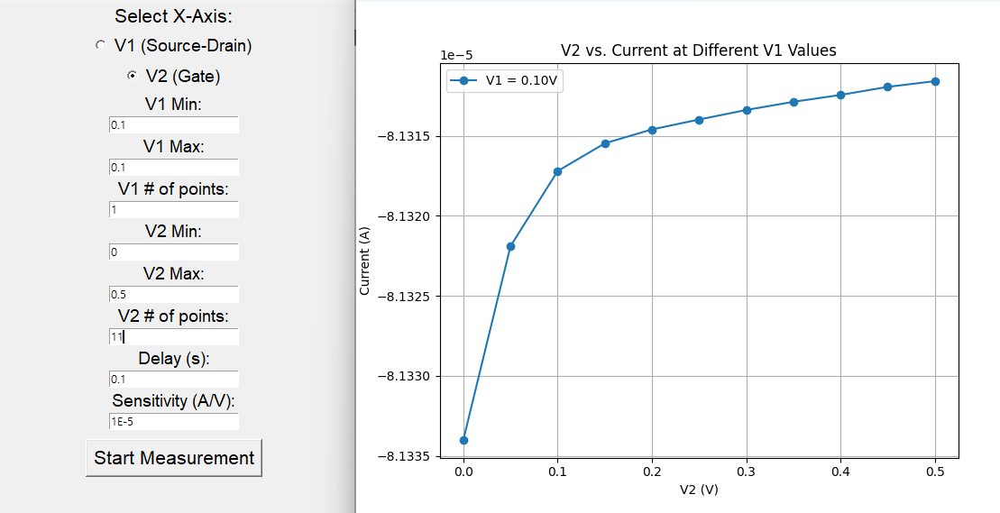 Select X-Axis:
V1 (Source-Drain)
V2 (Gate)
V1 Min:
0.1
V1 Max:
0.1
V1 # of points:
1
V2 Min:
0
V2 Max:
0.5
V2 # of points:
11
Delay (s):
0.1
Sensitivity (A/V):
1E-5
Start Measurement
V2 vs. Current at Different V1 Values
1e−5
V1 = 0.10V
−8.1315
−8.1320
−8.1325
−8.1330
−8.1335
Current (A)
0.0 0.1 0.2 0.3 0.4 0.5
V2 (V)